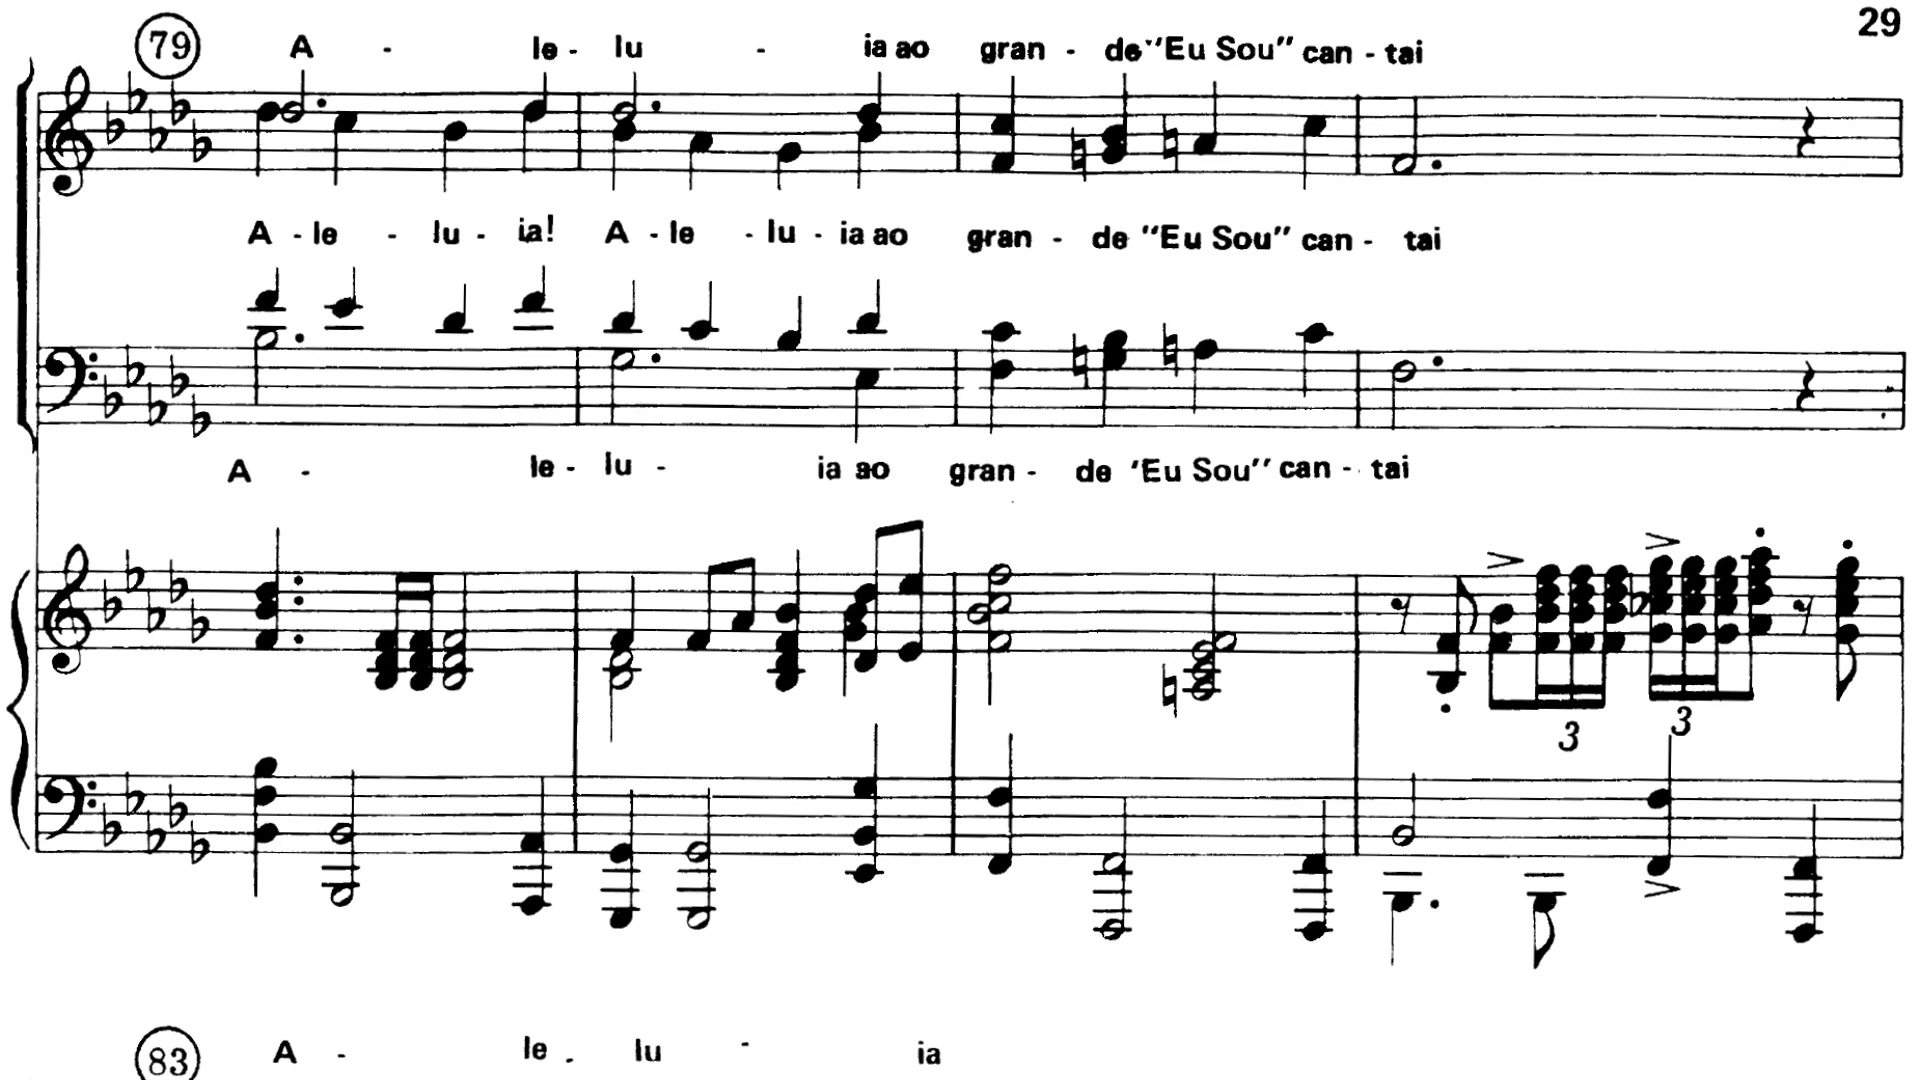 29
79 A - le - lu - ia ao gran - de "Eu Sou" can - tai
A - le - lu - ia! A - le - lu - ia ao gran - de "Eu Sou" can - tai
A - le - lu - ia ao gran - de 'Eu Sou" can - tai
3 3
83 A - le - lu - ia